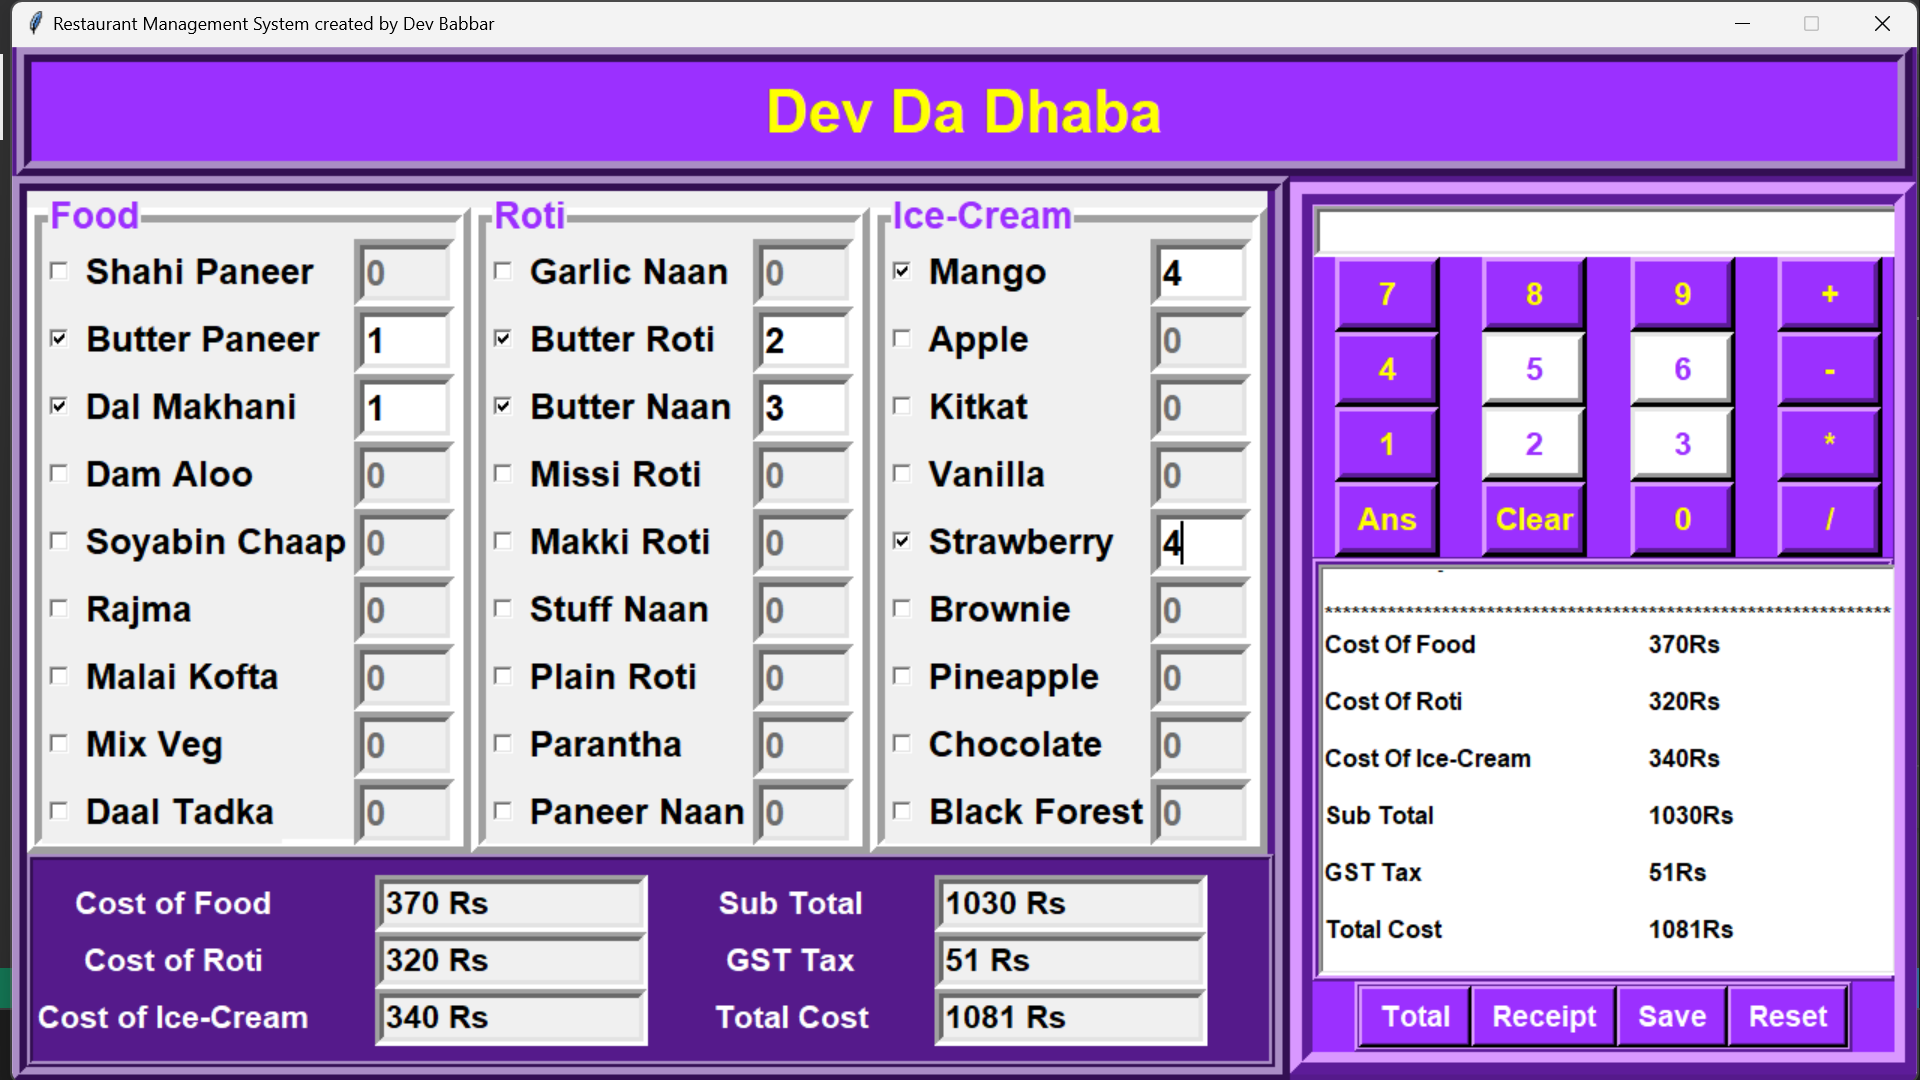 Restaurant Management System created by Dev Babbar
Dev Da Dhaba
Food
Shahi Paneer 0
Butter Paneer 1
Dal Makhani 1
Dam Aloo 0
Soyabin Chaap 0
Rajma 0
Malai Kofta 0
Mix Veg 0
Daal Tadka 0
Roti
Garlic Naan 0
Butter Roti 2
Butter Naan 3
Missi Roti 0
Makki Roti 0
Stuff Naan 0
Plain Roti 0
Parantha 0
Paneer Naan 0
Ice-Cream
Mango 4
Apple 0
Kitkat 0
Vanilla 0
Strawberry 4
Brownie 0
Pineapple 0
Chocolate 0
Black Forest 0
Cost of Food 370 Rs
Cost of Roti 320 Rs
Cost of Ice-Cream 340 Rs
Sub Total 1030 Rs
GST Tax 51 Rs
Total Cost 1081 Rs
7 8 9 +
4 5 6 -
1 2 3 *
Ans Clear 0 /
***************************************************************
Cost Of Food 370Rs
Cost Of Roti 320Rs
Cost Of Ice-Cream 340Rs
Sub Total 1030Rs
GST Tax 51Rs
Total Cost 1081Rs
Total Receipt Save Reset